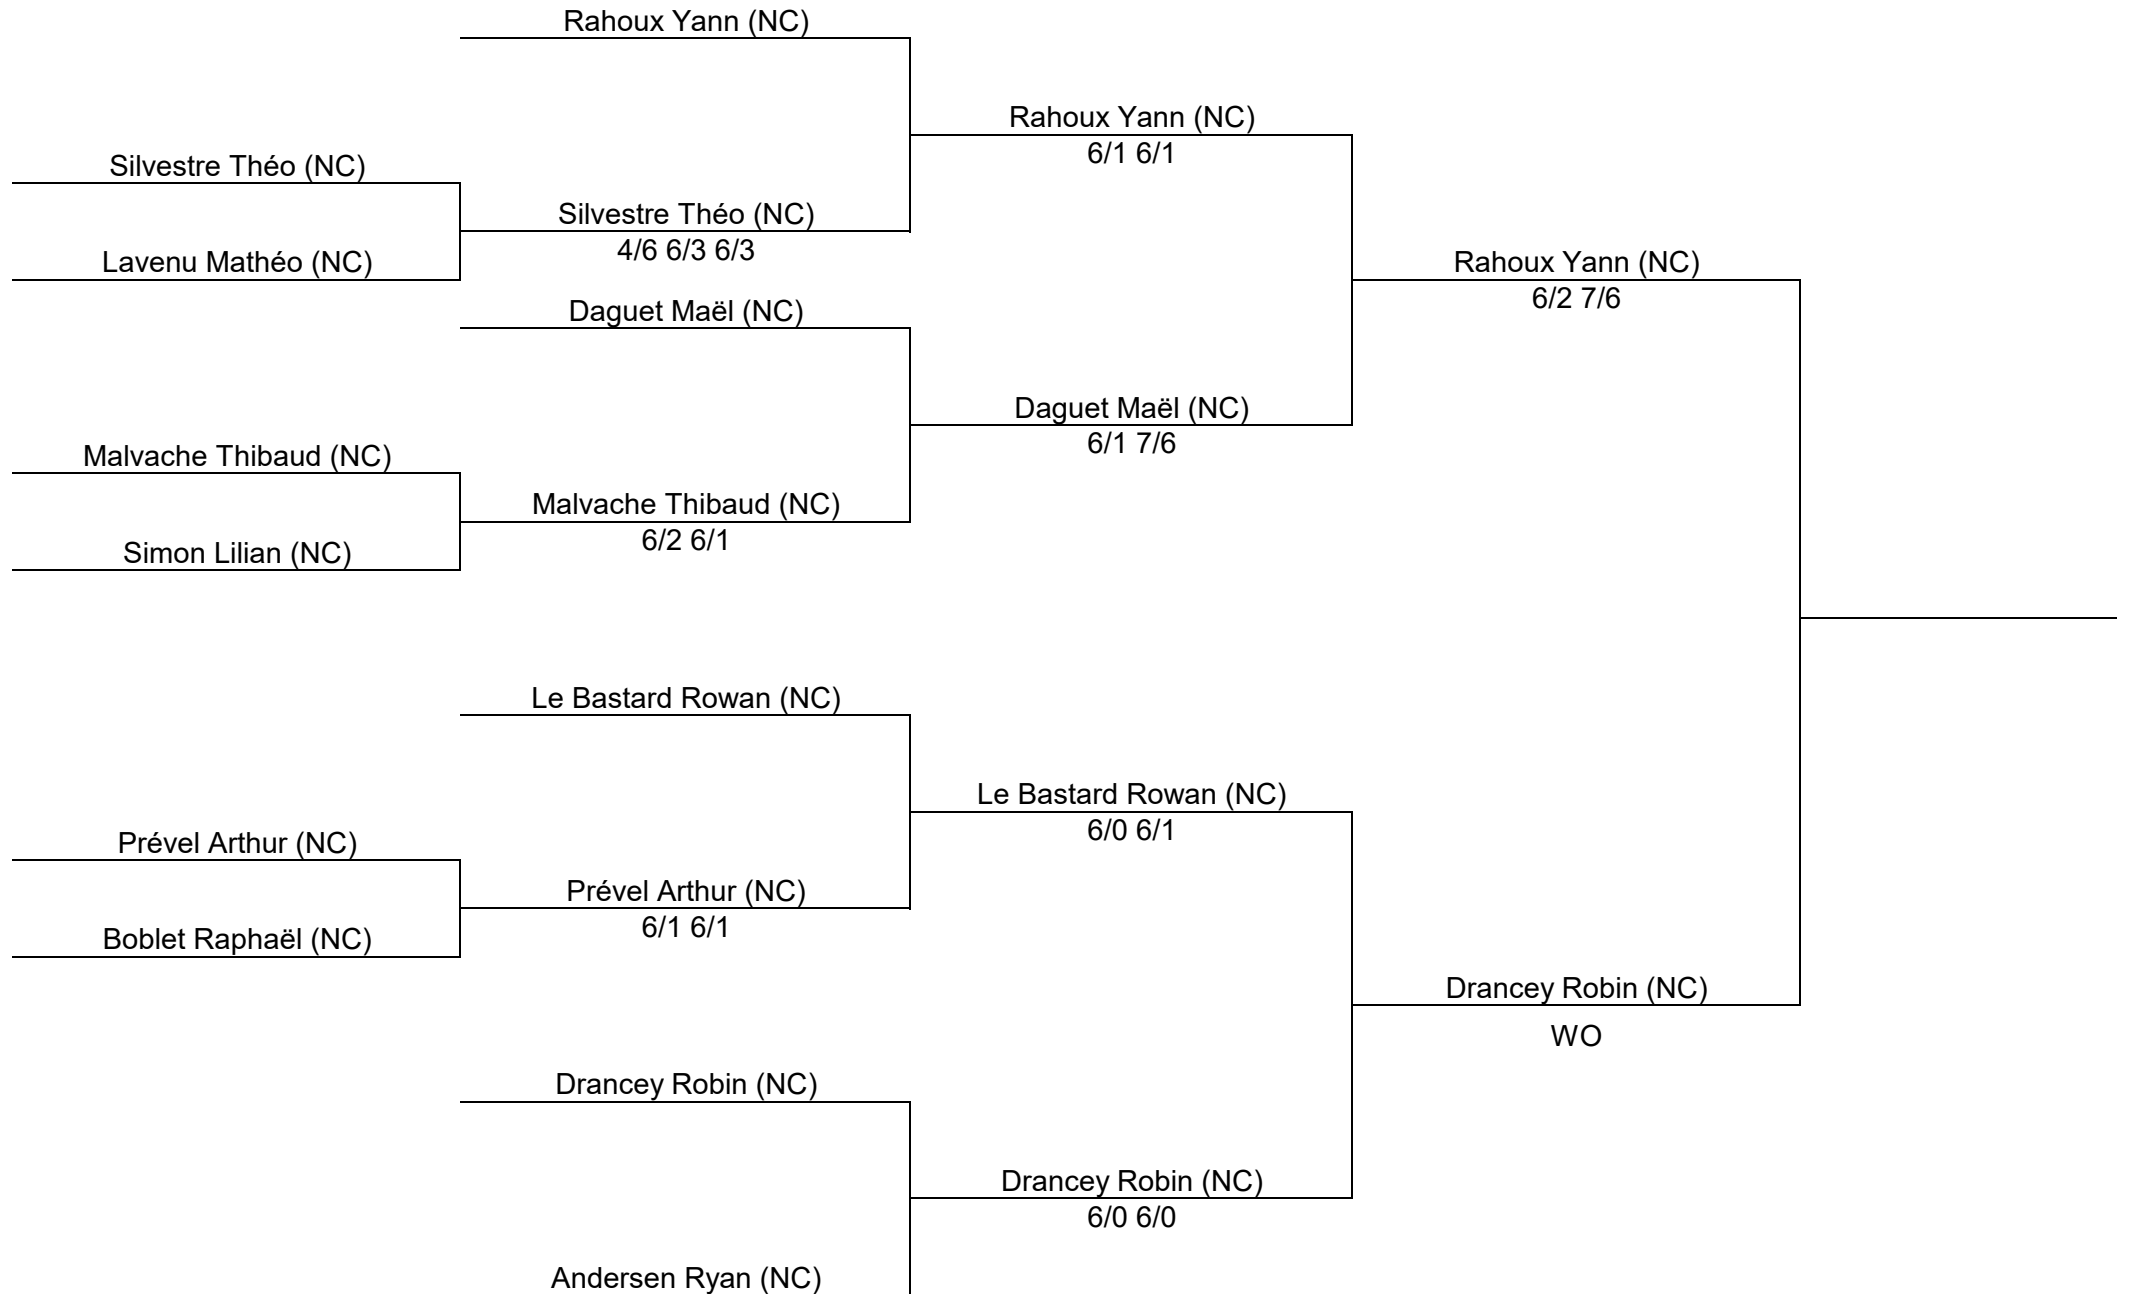 Rahoux Yann (NC)
Rahoux Yann (NC)
6/1 6/1
Silvestre Théo (NC)
Silvestre Théo (NC)
4/6 6/3 6/3
Lavenu Mathéo (NC)
Rahoux Yann (NC)
6/2 7/6
Daguet Maël (NC)
Daguet Maël (NC)
6/1 7/6
Malvache Thibaud (NC)
Malvache Thibaud (NC)
6/2 6/1
Simon Lilian (NC)
Le Bastard Rowan (NC)
Le Bastard Rowan (NC)
6/0 6/1
Prével Arthur (NC)
Prével Arthur (NC)
6/1 6/1
Boblet Raphaël (NC)
Drancey Robin (NC)
WO
Drancey Robin (NC)
Drancey Robin (NC)
6/0 6/0
Andersen Ryan (NC)